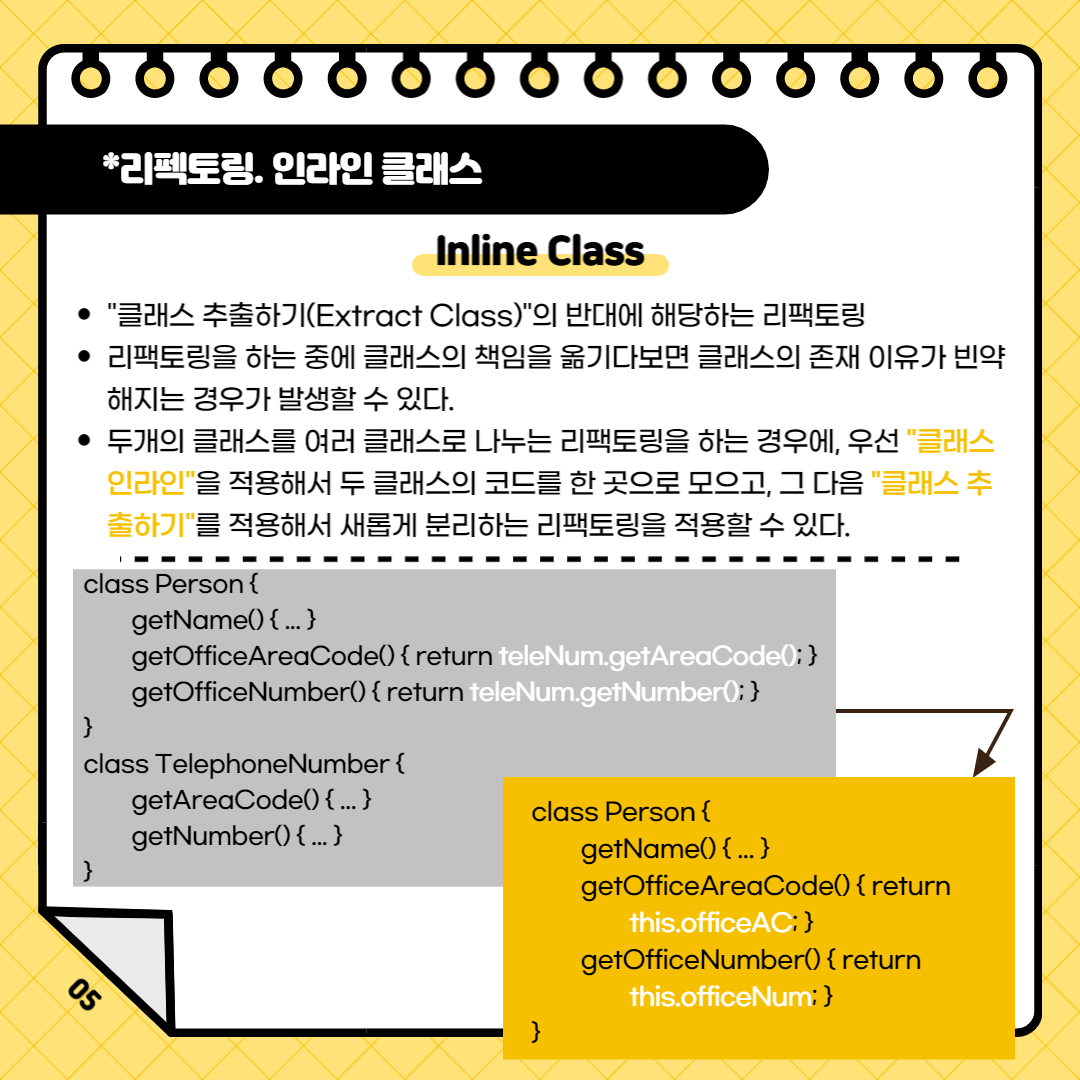 *리펙토링. 인라인 클래스
Inline Class
"클래스 추출하기(Extract Class)"의 반대에 해당하는 리팩토링
리팩토링을 하는 중에 클래스의 책임을 옮기다보면 클래스의 존재 이유가 빈약
해지는 경우가 발생할 수 있다.
두개의 클래스를 여러 클래스로 나누는 리팩토링을 하는 경우에, 우선 "클래스
인라인"을 적용해서 두 클래스의 코드를 한 곳으로 모으고, 그 다음 "클래스 추
출하기"를 적용해서 새롭게 분리하는 리팩토링을 적용할 수 있다.
class Person {
getName() { ... }
getOfficeAreaCode() { return teleNum.getAreaCode(); }
getOfficeNumber() { return teleNum.getNumber(); }
}
class TelephoneNumber {
getAreaCode() { ... }
getNumber() { ... }
}
class Person {
getName() { ... }
getOfficeAreaCode() { return
this.officeAC; }
getOfficeNumber() { return
this.officeNum; }
}
05